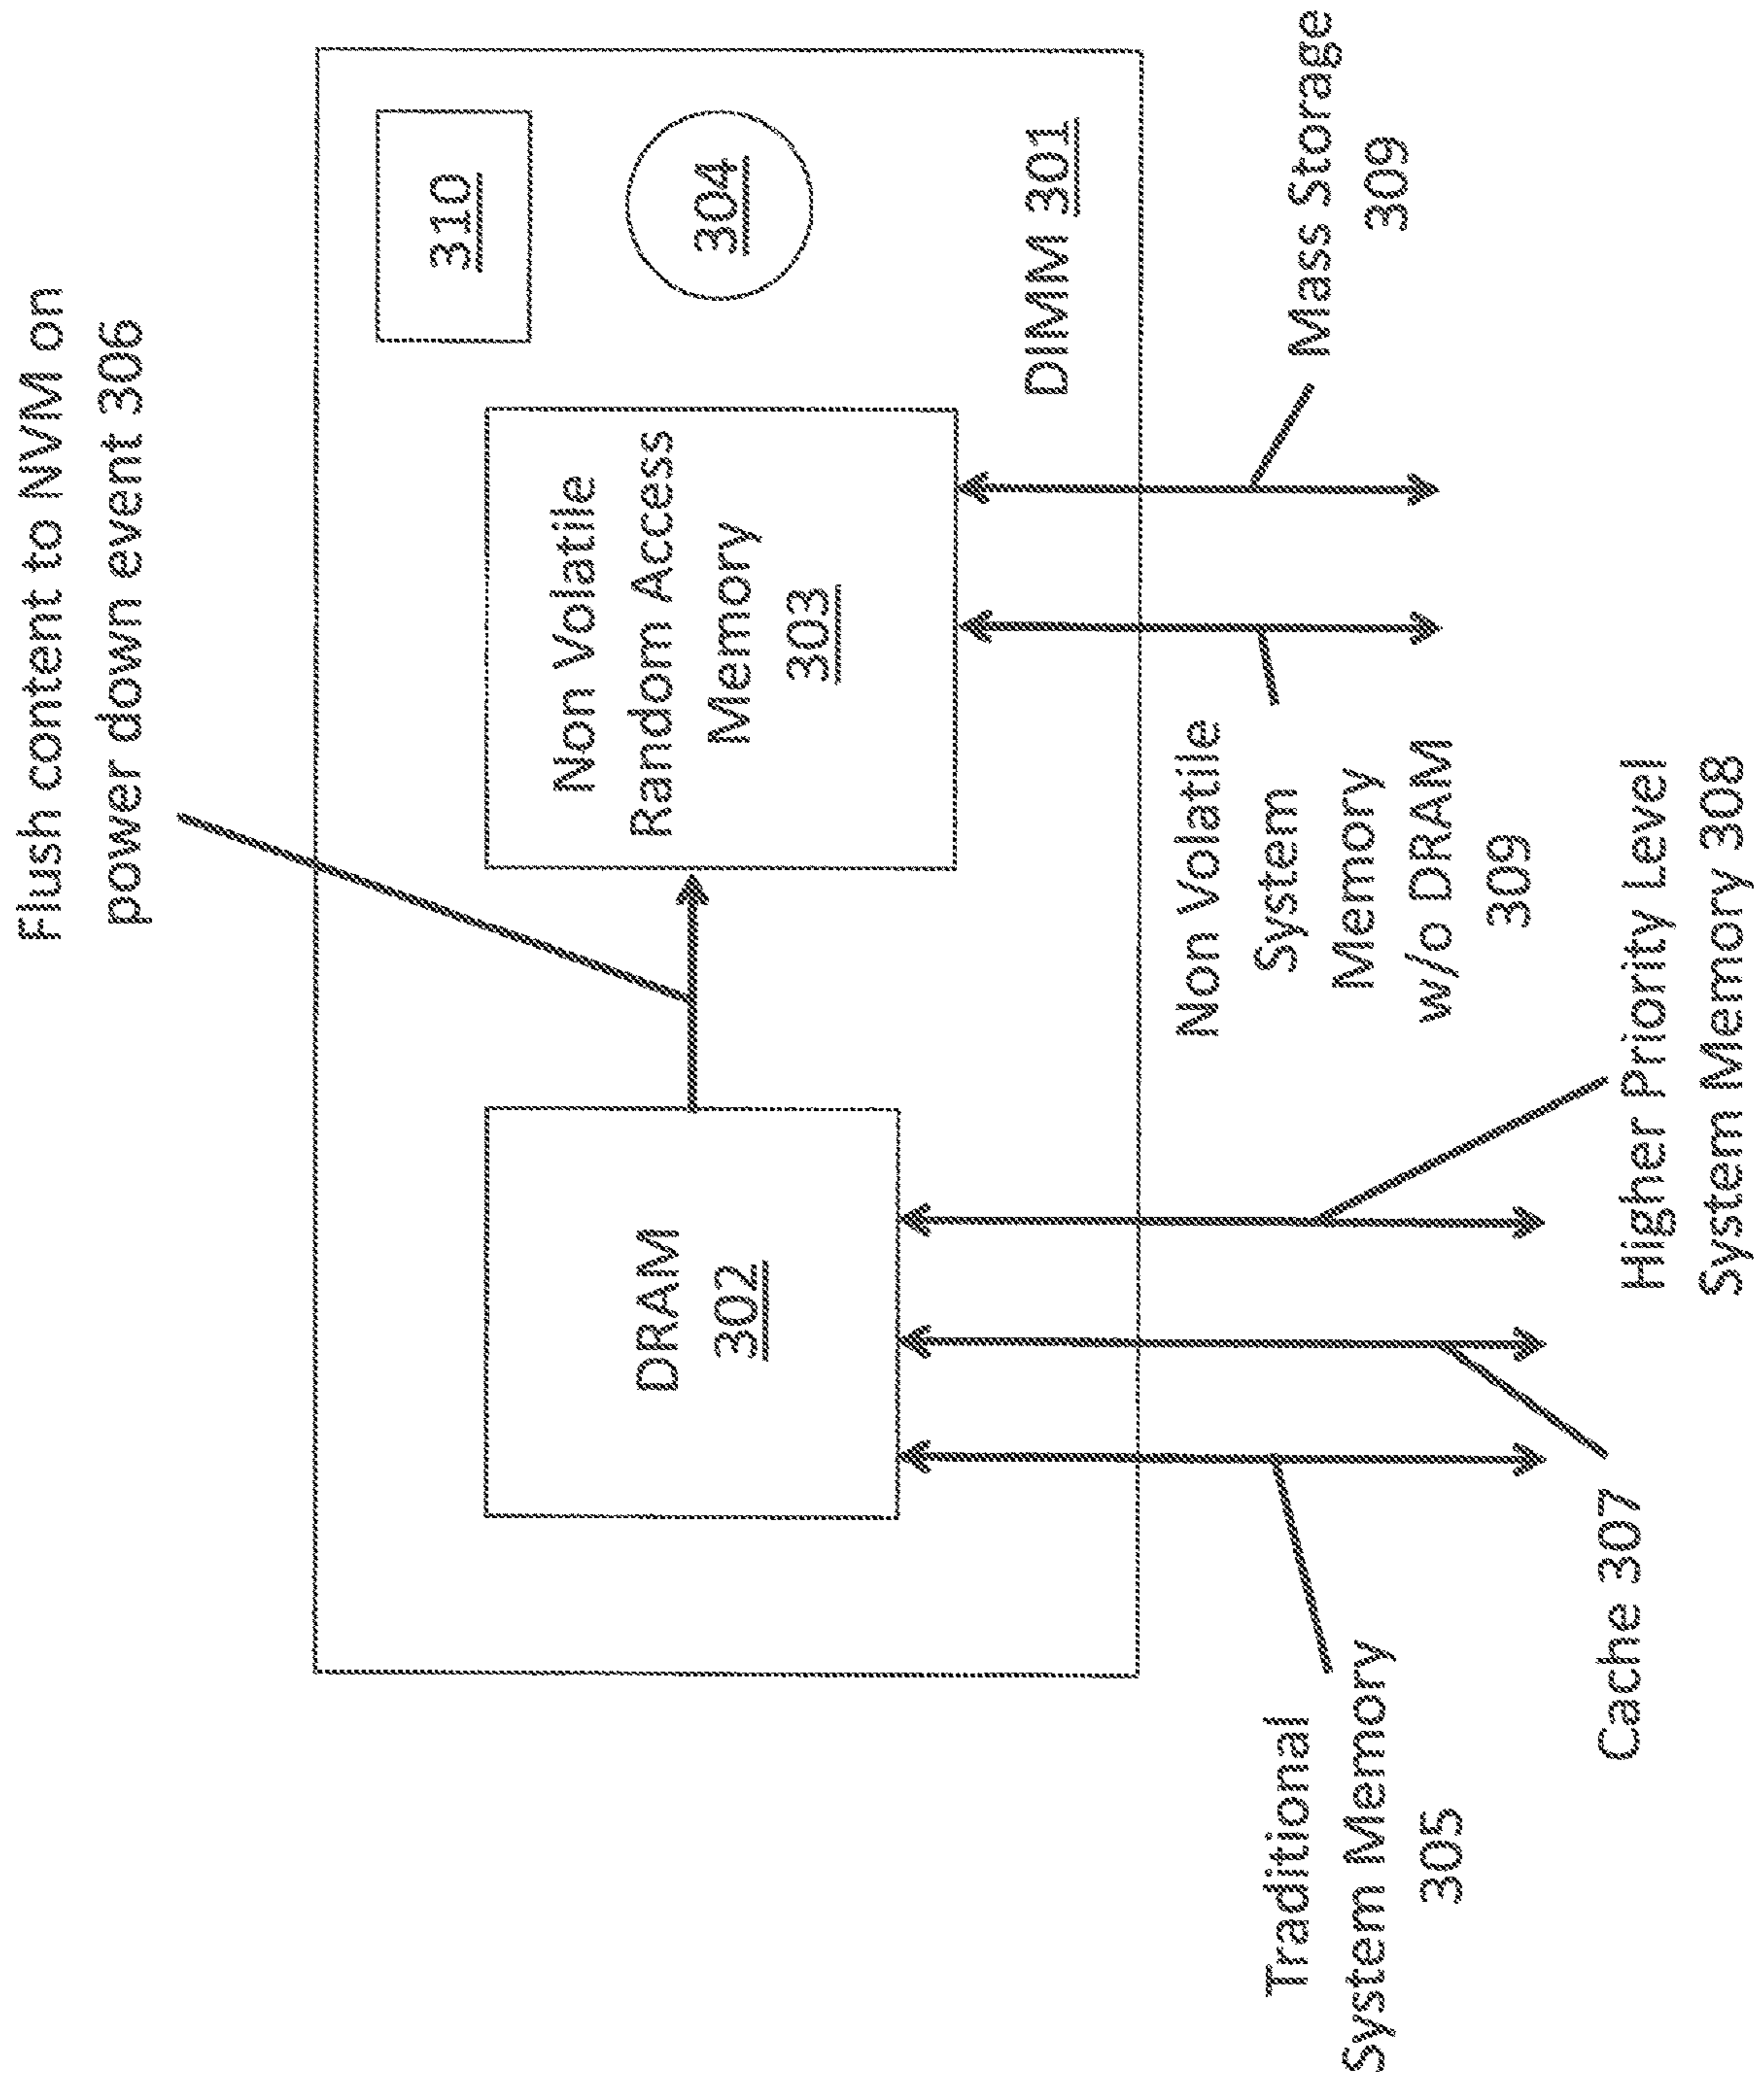 Flush content to NVM on
power down event 306
310
304
DIMM 301
DRAM
302
Non Volatile
Random Access
Memory
303
Traditional
System Memory
305
Cache 307
Higher Priority Level
System Memory 308
Non Volatile
System
Memory
w/o DRAM
309
Mass Storage
309